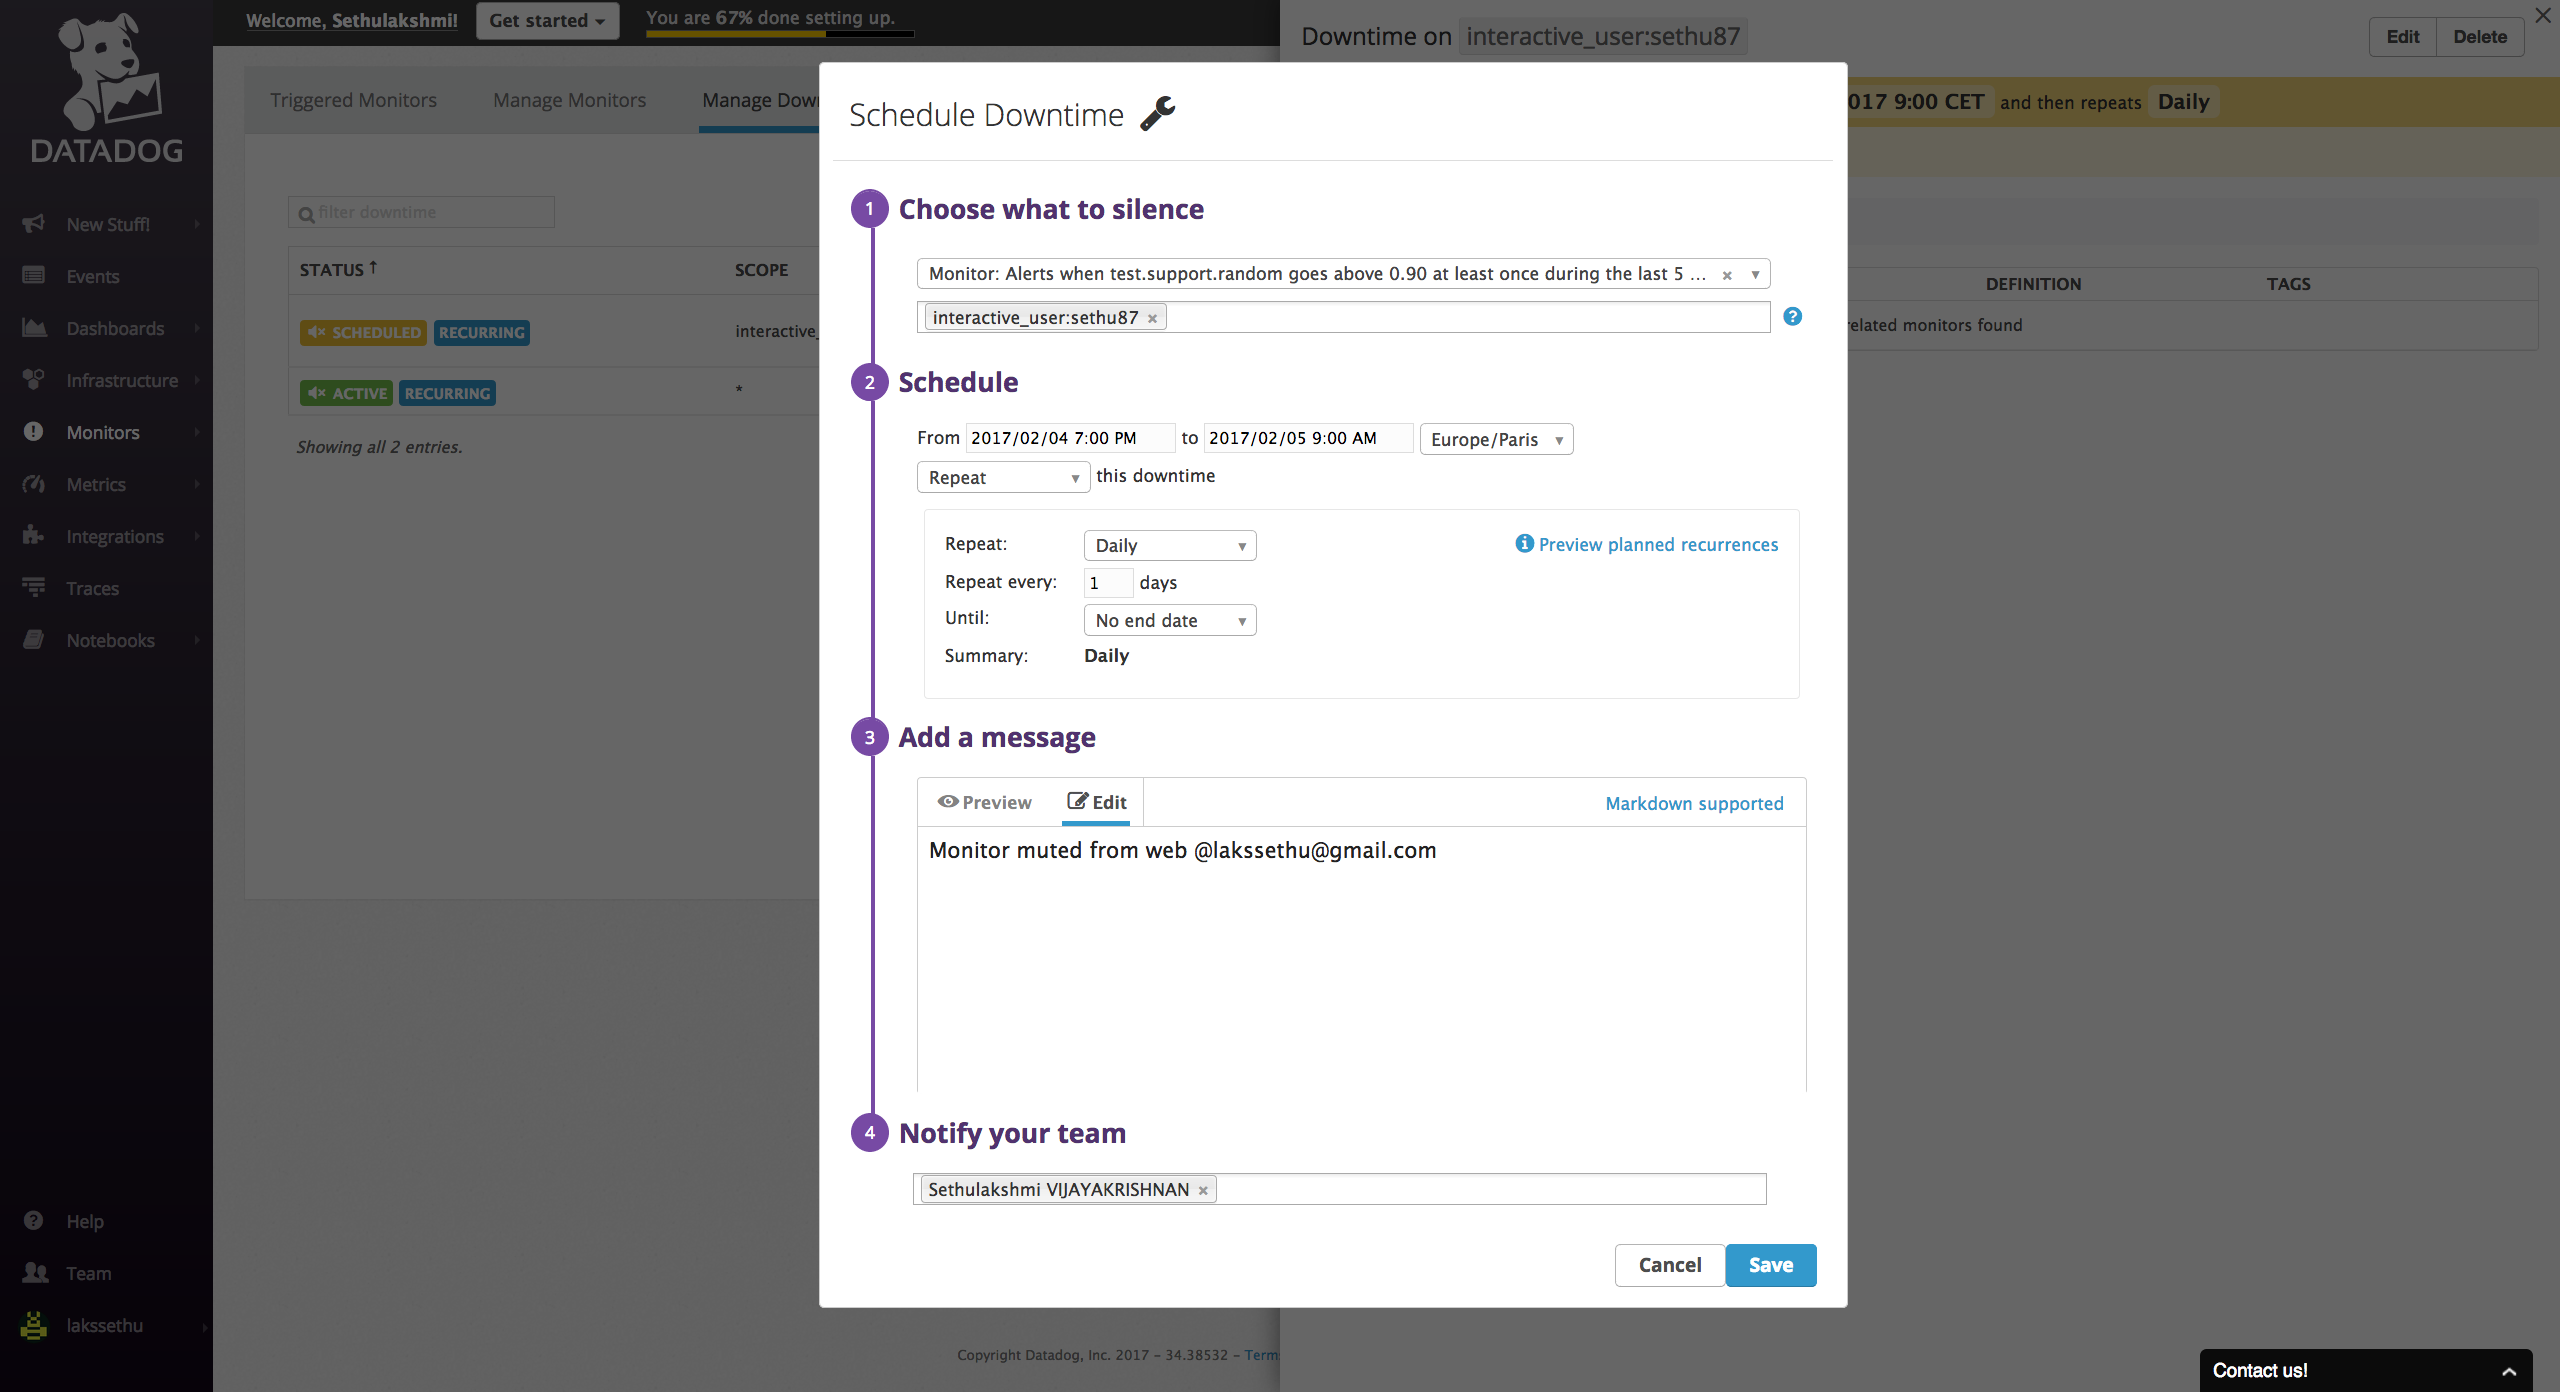 DATADOG
New Stuff!
Events
Dashboards
Infrastructure
Monitors
Metrics
Integrations
Traces
Notebooks
Help
Team
lakssethu
Welcome, Sethulakshmi!
Get started
You are 67% done setting up.
Triggered Monitors
Manage Monitors
Manage Dow
filter downtime
STATUS ↑ SCOPE
SCHEDULED RECURRING interactive_
ACTIVE RECURRING *
Showing all 2 entries.
Schedule Downtime
1 Choose what to silence
Monitor: Alerts when test.support.random goes above 0.90 at least once during the last 5 ... × ▼
interactive_user:sethu87 × ?
2 Schedule
From 2017/02/04 7:00 PM to 2017/02/05 9:00 AM Europe/Paris ▼
Repeat ▼ this downtime
Repeat: Daily ▼ Preview planned recurrences
Repeat every: 1 days
Until: No end date ▼
Summary: Daily
3 Add a message
Preview Edit Markdown supported
Monitor muted from web @lakssethu@gmail.com
4 Notify your team
Sethulakshmi VIJAYAKRISHNAN ×
Cancel Save
Downtime on interactive_user:sethu87 Edit Delete
017 9:00 CET and then repeats Daily
DEFINITION TAGS
elated monitors found
Copyright Datadog, Inc. 2017 – 34.38532 – Term
Contact us!